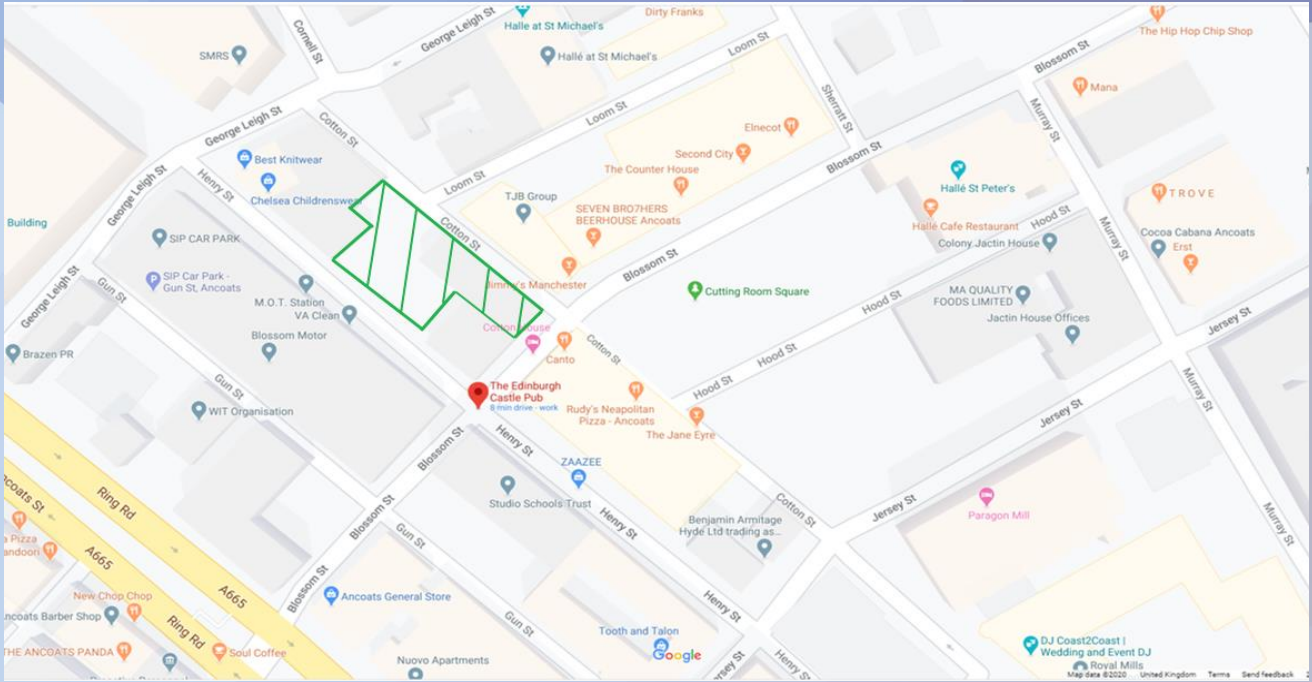 George Leigh St
Halle at St Michael's
Dirty Franks
The Hip Hop Chip Shop
Cornell St
SMRS
Hallé at St Michael's
Loom St
Blossom St
Mana
George Leigh St
Cotton St
Loom St
Sherratt St
Murray St
Elnecot
Best Knitwear
Second City
Blossom St
Henry St
Chelsea Childrenswear
Loom St
The Counter House
Hallé St Peter's
TROVE
George Leigh St
TJB Group
SEVEN BRO7HERS
BEERHOUSE Ancoats
Hallé Cafe Restaurant
Hood St
Building
Cotton St
Murray St
Cocoa Cabana Ancoats
SIP CAR PARK
Colony Jactin House
Erst
Blossom St
SIP Car Park -
Gun St, Ancoats
Jimmy's Manchester
Cutting Room Square
MA QUALITY
FOODS LIMITED
George Leigh St
Gun St
M.O.T. Station
VA Clean
Hood St
Jactin House Offices
Jersey St
Blossom Motor
Cotton House
Brazen PR
Canto
Cotton St
Hood St
Gun St
The Edinburgh
Castle Pub
8 min drive - work
Hood St
Murray St
WIT Organisation
Rudy's Neapolitan
Pizza - Ancoats
The Jane Eyre
Jersey St
Blossom St
Henry St
ZAAZEE
Ring Rd
Studio Schools Trust
Cotton St
Jersey St
Paragon Mill
Blossom St
Henry St
Benjamin Armitage
Hyde Ltd trading as...
Murray St
Gun St
A665
Blossom St
A665
New Chop Chop
Ancoats General Store
Henry St
Ring Rd
Gun St
Tooth and Talon
DJ Coast2Coast |
Wedding and Event DJ
THE ANCOATS PANDA
Soul Coffee
Google
Nuovo Apartments
Henry St
Royal Mills
Map data ©2020
United Kingdom
Terms
Send feedback